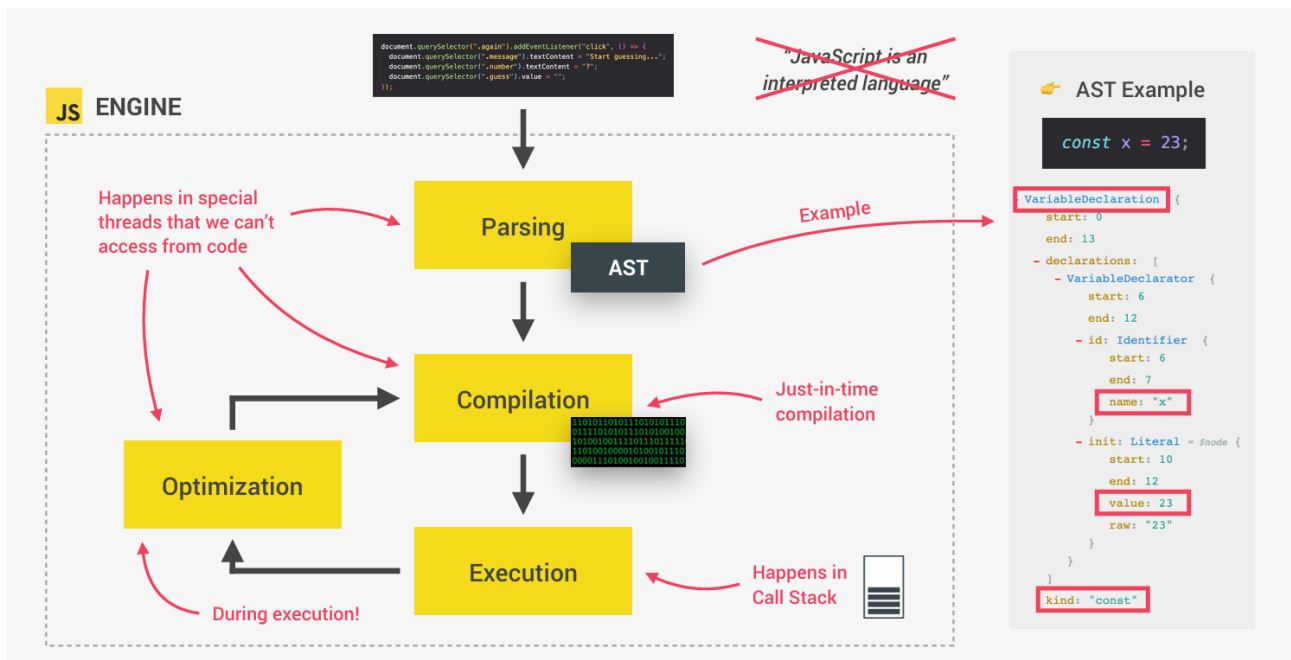 document.querySelector(".again").addEventListener("click", () => {
document.querySelector(".message").textContent = "Start guessing...";
document.querySelector(".number").textContent = "?";
document.querySelector(".guess").value = "";
});
“JavaScript is an
interpreted language”
JS ENGINE
Happens in special
threads that we can’t
access from code
Parsing
AST
Example
Compilation
Just-in-time
compilation
Optimization
Execution
Happens in
Call Stack
During execution!
👉 AST Example
const x = 23;
- VariableDeclaration {
start: 0
end: 13
- declarations: [
- VariableDeclarator {
start: 6
end: 12
- id: Identifier {
start: 6
end: 7
name: "x"
}
- init: Literal = $node {
start: 10
end: 12
value: 23
raw: "23"
}
}
]
kind: "const"